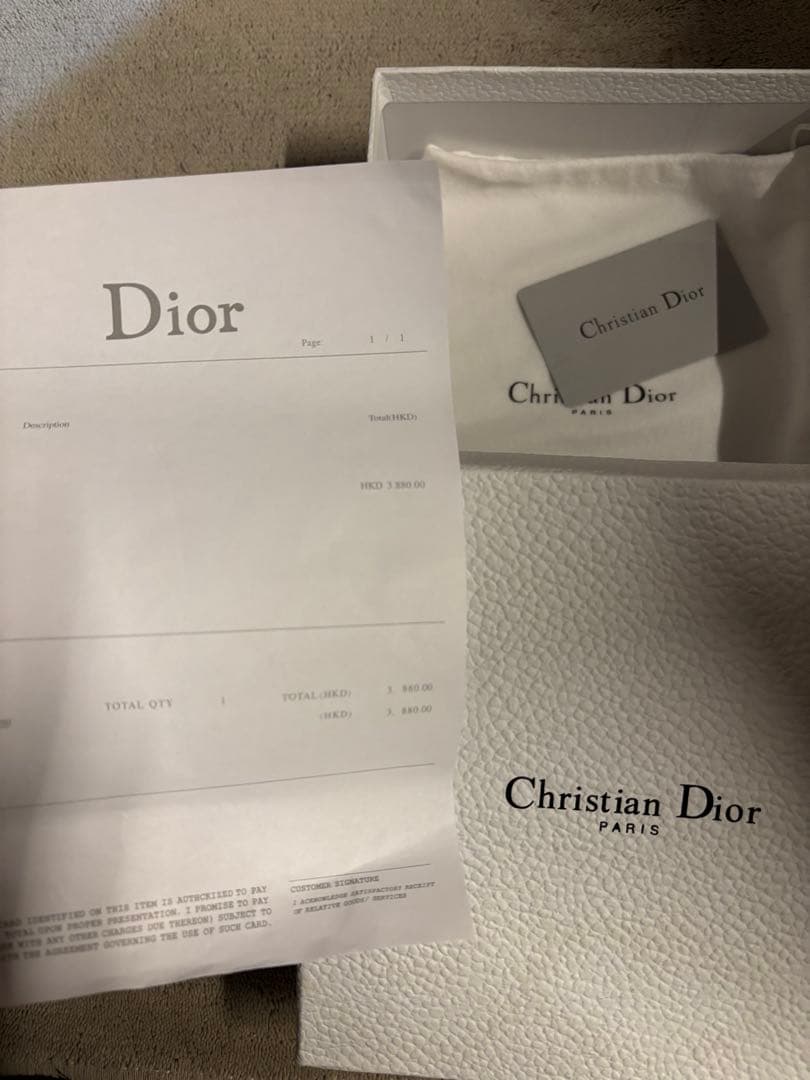 Dior
Page: 1 / 1
Description Total(HKD)
HKD 3 880.00
TOTAL QTY 1 TOTAL (HKD) 3. 880.00
(HKD) 3. 880.00
IDENTIFIED ON THIS ITEM IS AUTHORIZED TO PAY
TOTAL UPON PROPER PRESENTATION. I PROMISE TO PAY
WITH ANY OTHER CHARGES DUE THEREON) SUBJECT TO
THE AGREEMENT GOVERNING THE USE OF SUCH CARD.
CUSTOMER SIGNATURE
I ACKNOWLEDGE SATISFACTORY RECEIPT
OF RELATIVE GOODS/ SERVICES
Christian Dior
Chri an Dior
PARIS
Christian Dior
PARIS